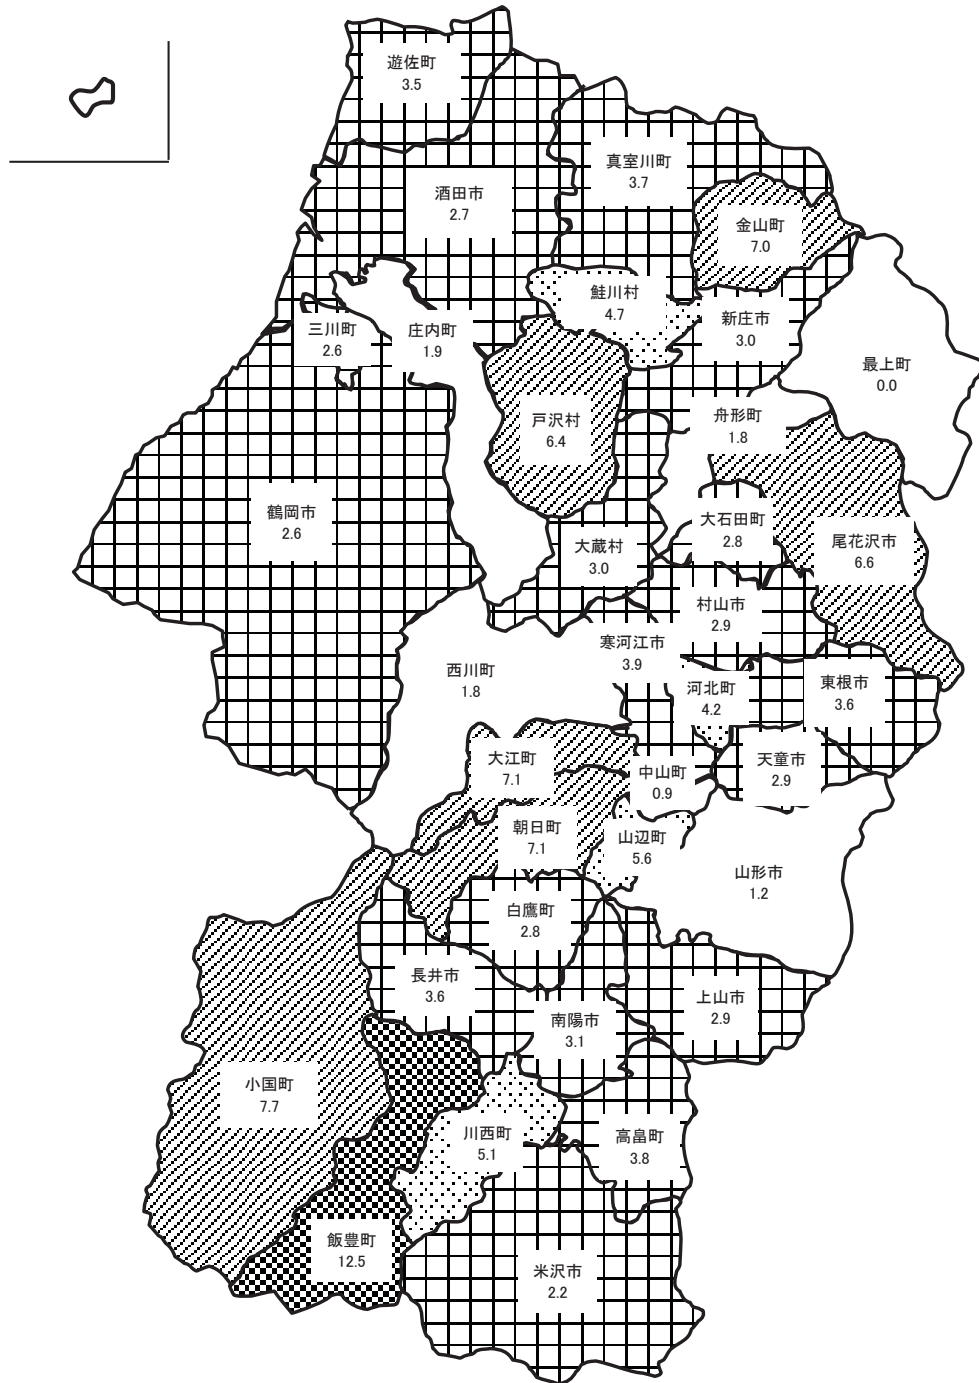 遊佐町
3.5
真室川町
3.7
酒田市
2.7
金山町
7.0
鮭川村
4.7
新庄市
3.0
三川町
2.6
庄内町
1.9
最上町
0.0
舟形町
1.8
戸沢村
6.4
鶴岡市
2.6
大石田町
2.8
尾花沢市
6.6
大蔵村
3.0
村山市
2.9
寒河江市
3.9
西川町
1.8
河北町
4.2
東根市
3.6
大江町
7.1
中山町
0.9
天童市
2.9
朝日町
7.1
山辺町
5.6
山形市
1.2
白鷹町
2.8
長井市
3.6
上山市
2.9
南陽市
3.1
小国町
7.7
川西町
5.1
高畠町
3.8
飯豊町
12.5
米沢市
2.2